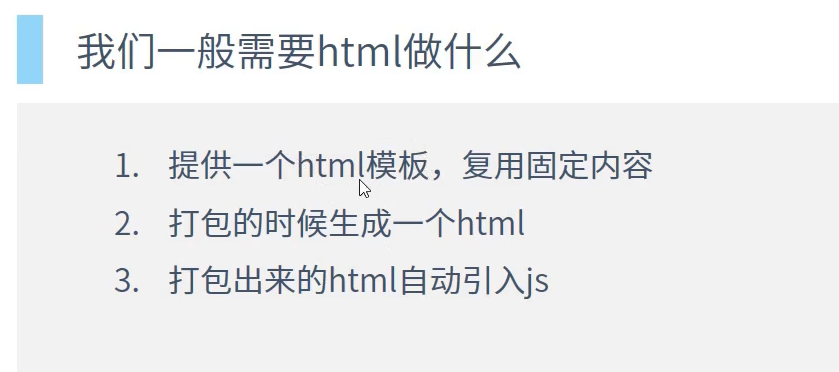 我们一般需要html做什么
1. 提供一个html模板，复用固定内容
2. 打包的时候生成一个html
3. 打包出来的html自动引入js